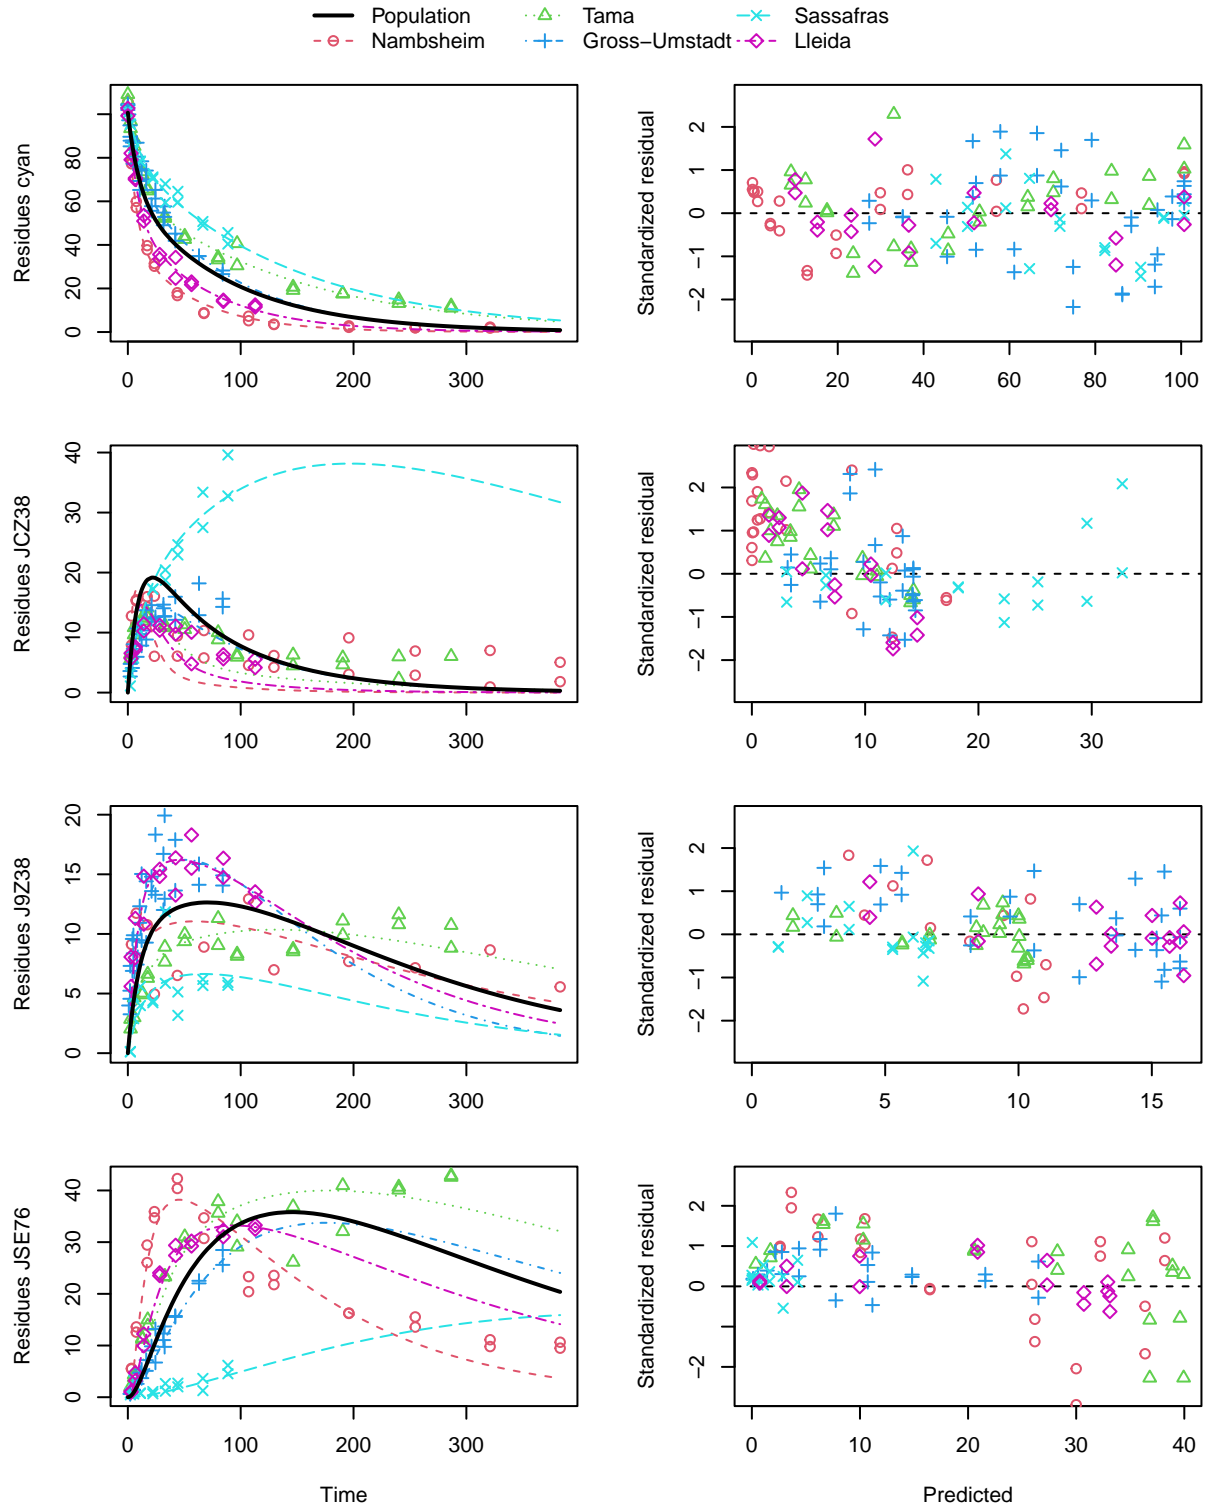 Population Tama Sassafras
Nambsheim Gross−Umstadt Lleida
Residues cyan
0 20 40 60 80
0 100 200 300
Standardized residual
−2 −1 0 1 2
0 20 40 60 80 100
Residues JCZ38
0 10 20 30 40
0 100 200 300
Standardized residual
−2 −1 0 1 2
0 10 20 30
Residues J9Z38
0 5 10 15 20
0 100 200 300
Standardized residual
−2 −1 0 1 2
0 5 10 15
Residues JSE76
0 10 20 30 40
0 100 200 300
Time
Standardized residual
−2 0 1 2
0 10 20 30 40
Predicted